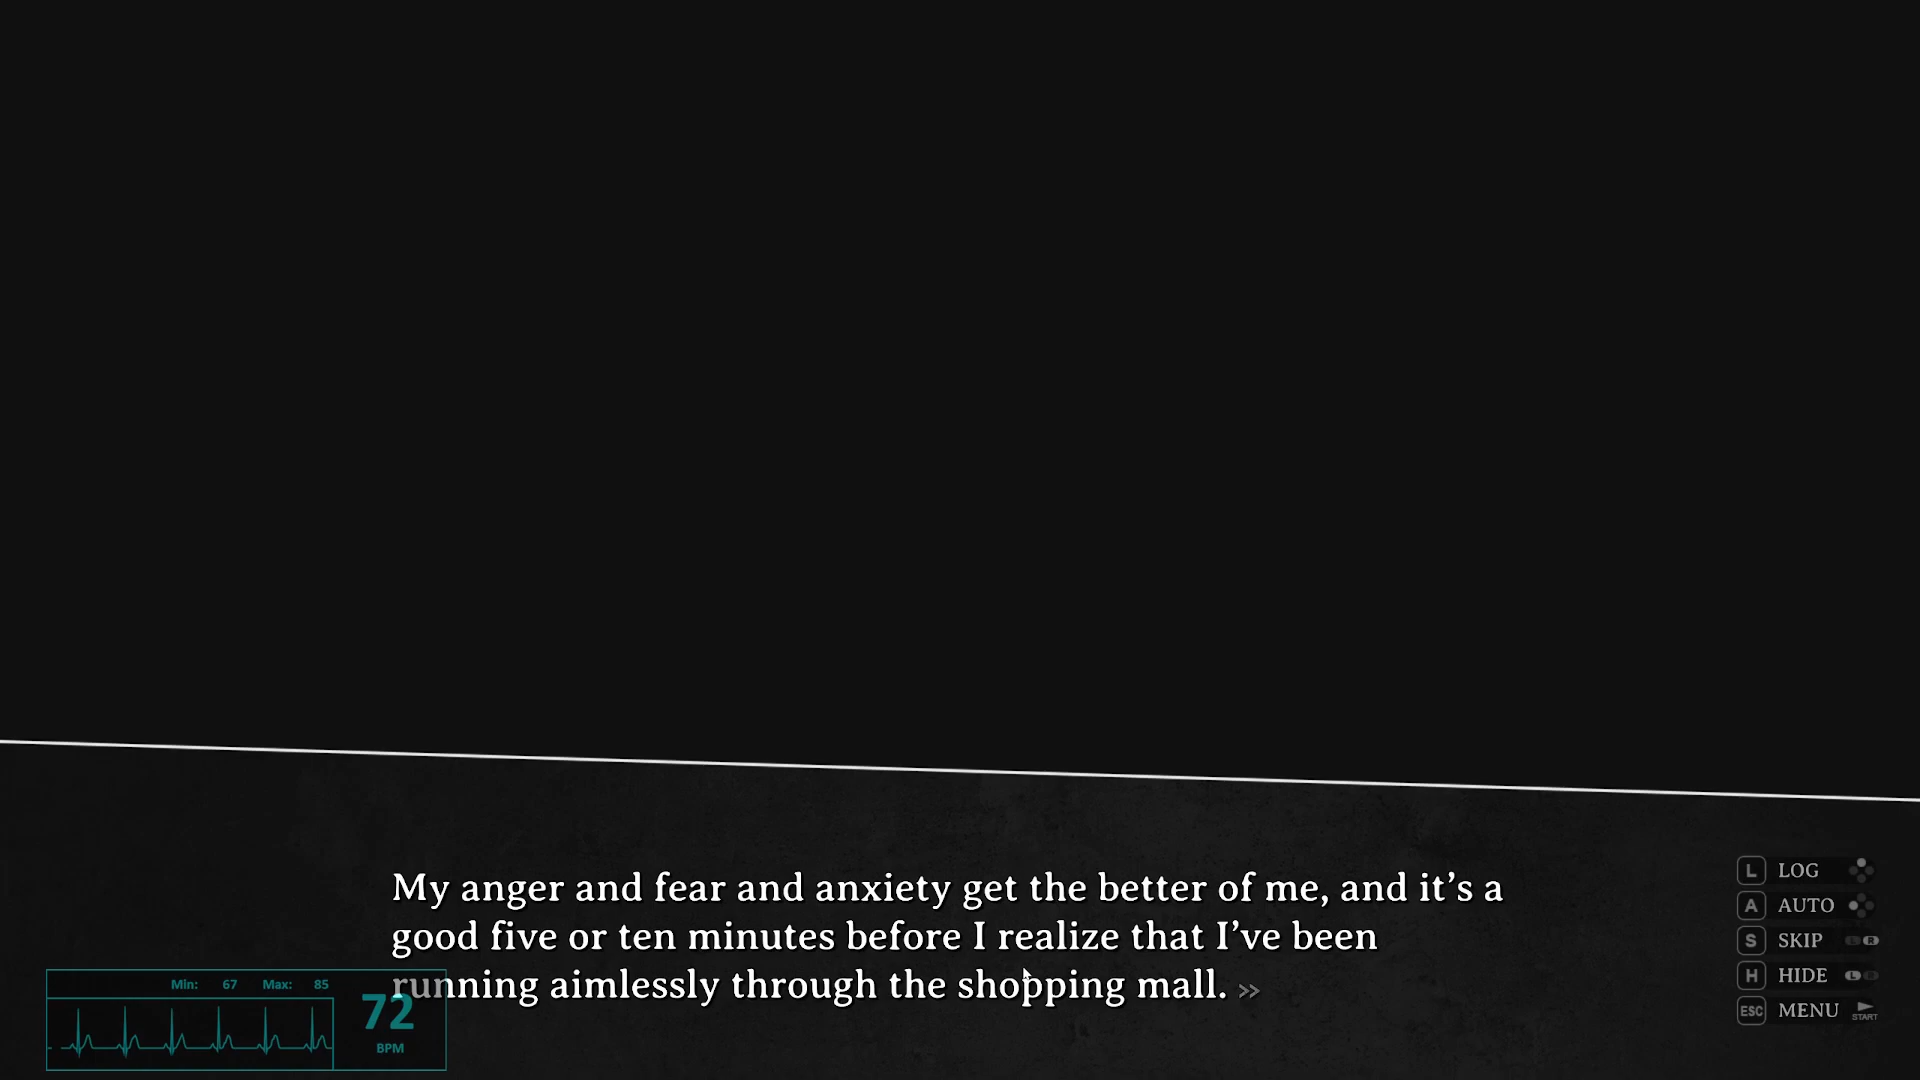 My anger and fear and anxiety get the better of me, and it's a
good five or ten minutes before I realize that I've been
running aimlessly through the shopping mall. »
Min: 67 Max: 85
72
BPM
L LOG
A AUTO
S SKIP L R
H HIDE L R
ESC MENU START